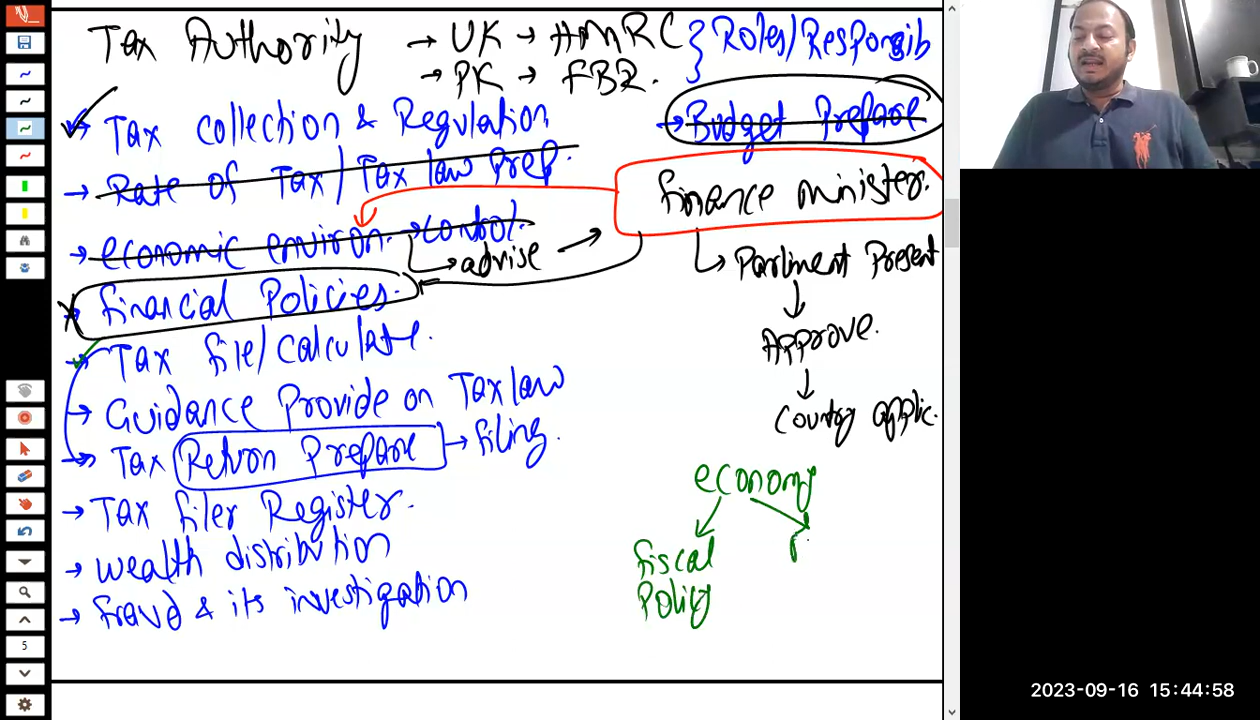 Tax Authority → UK → HMRC } Roles/Responsib
→ PK → FBR.
→ Tax collection & Regulation
→ Budget Prepare
→ Rate of Tax / Tax law Prep.
Finance minister.
→ economic environ. → control.
→ advise →
→ Parliment Present
→ financial Policies.
Approve.
→ Tax file/calculate.
→ Guidance Provide on Tax law
Country applic.
→ Tax Return Prepare → filing.
economy
→ Tax filer Register.
→ wealth distribution
fiscal
Policy
→ fraud & its investigation
5
2023-09-16 15:44:58